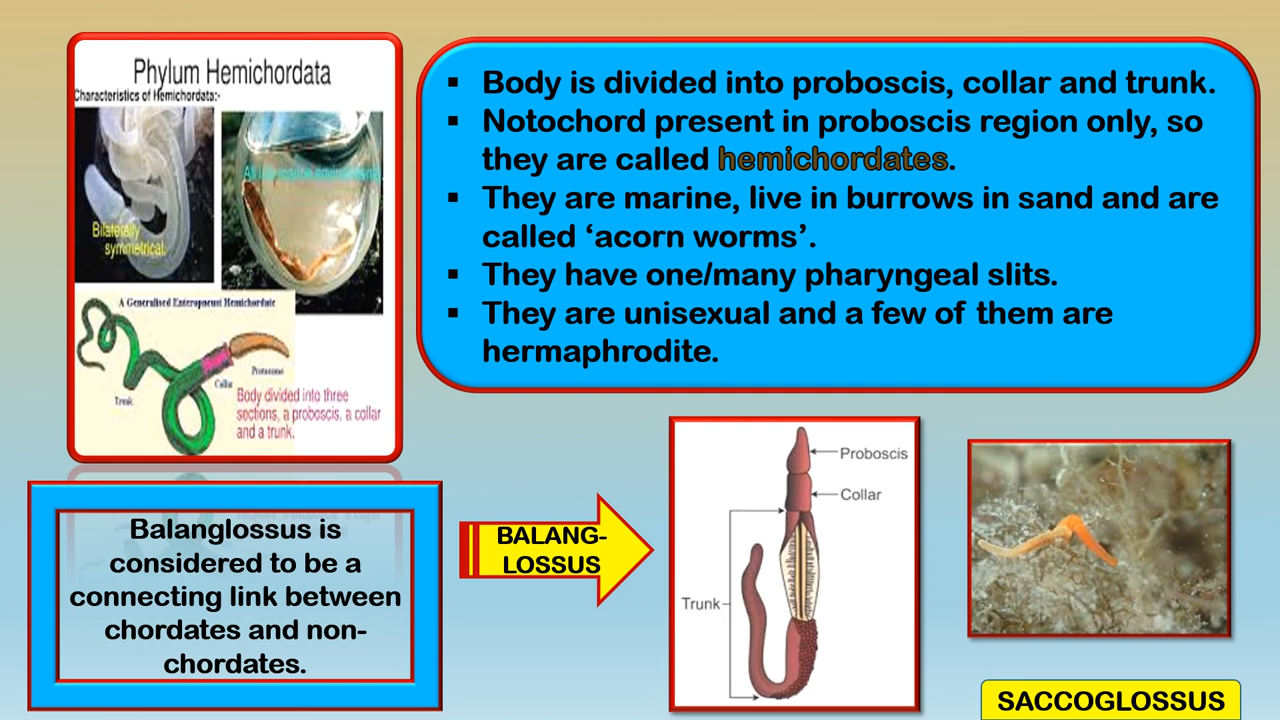 Phylum Hemichordata
Characteristics of Hemichordata:-
Bilaterally
symmetrical.
A Generalised Enteropneust Hemichordate
Protosome
Collar
Trunk
Body divided into three
sections, a proboscis, a collar
and a trunk.
▪ Body is divided into proboscis, collar and trunk.
▪ Notochord present in proboscis region only, so
they are called hemichordates.
▪ They are marine, live in burrows in sand and are
called ‘acorn worms’.
▪ They have one/many pharyngeal slits.
▪ They are unisexual and a few of them are
hermaphrodite.
Balanglossus is
considered to be a
connecting link between
chordates and non-
chordates.
BALANG-
LOSSUS
Proboscis
Collar
Trunk
SACCOGLOSSUS